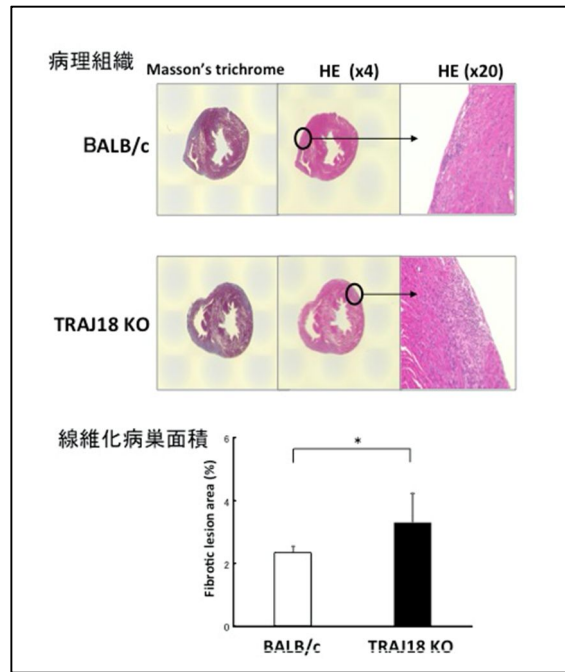 病理組織
Masson's trichrome HE (x4) HE (x20)
BALB/c
TRAJ18 KO
線維化病巣面積
Fibrotic lesion area (%)
6
4
2
0
*
BALB/c TRAJ18 KO